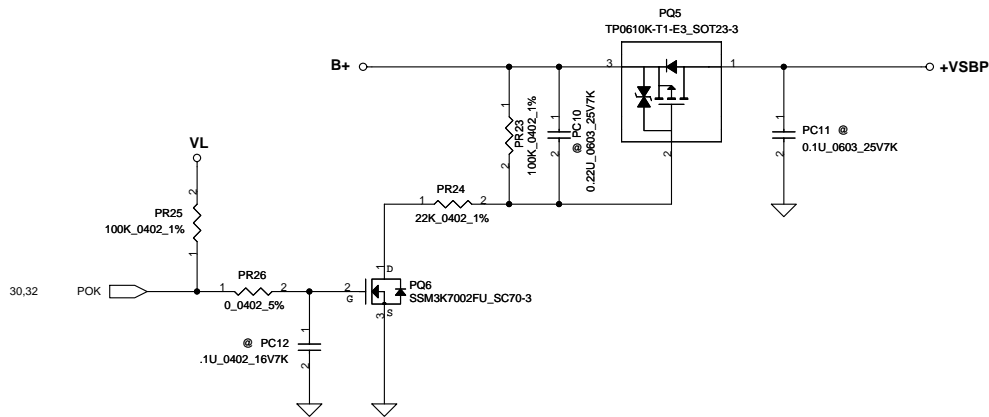 PQ5
TP0610K-T1-E3_SOT23-3
B+
3
1
+VSBP
1
PR23
100K_0402_1%
2
1
@ PC10
0.22U_0603_25V7K
2
2
1
PC11 @
0.1U_0603_25V7K
2
VL
2
PR25
100K_0402_1%
1
PR24
1
2
22K_0402_1%
30,32
POK
PR26
1
2
0_0402_5%
1
D
2
G
PQ6
SSM3K7002FU_SC70-3
3
S
1
@ PC12
.1U_0402_16V7K
2